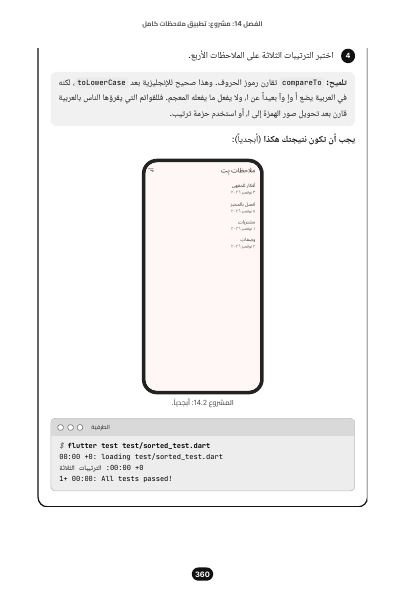 الفصل 14: مشروع: تطبيق ملاحظات كامل
4 اختبر الترتيبات الثلاثة على الملاحظات الأربع.
تلميح: compareTo تقارن رموز الحروف. وهذا صحيح للإنجليزية بعد toLowerCase، لكنه
في العربية يضع أ وإ وآ بعيداً عن ا، ولا يفعل ما يفعله المعجم. فللقوائم التي يقرؤها الناس بالعربية
قارن بعد تحويل صور الهمزة إلى ا، أو استخدم حزمة ترتيب.
يجب أن تكون نتيجتك هكذا (أبجدياً):
ملاحظات بيت
أفكار للمقهى
اتصل بالمخبز
مشتريات
وصفات
المشروع 14.2: أبجدياً.
الطرفية
$ flutter test test/sorted_test.dart
00:00 +0: loading test/sorted_test.dart
00:00 +0: الترتيبات الثلاثة
1+ 00:00: All tests passed!
360